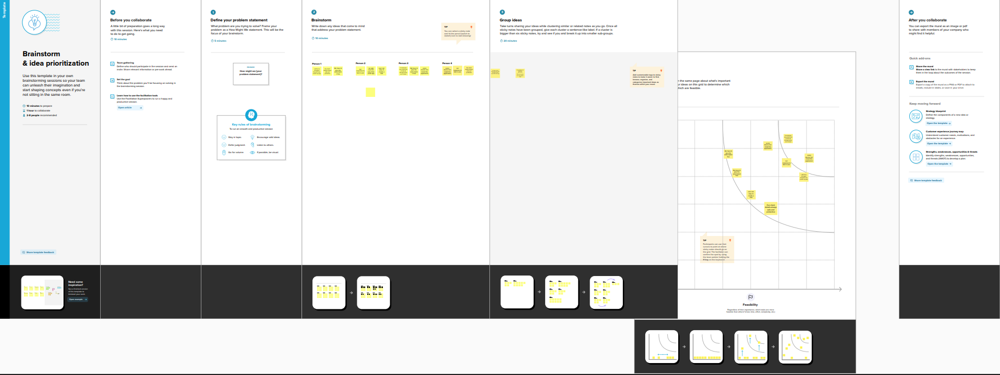 Template
Brainstorm
& idea prioritization
Use this template in your own
brainstorming sessions so your team
can unleash their imagination and
start shaping concepts even if you're
not sitting in the same room.
10 minutes to prepare
1 hour to collaborate
2-8 people recommended
Share template feedback
Need some
inspiration?
See a finished version
of this template to
kickstart your work.
Open example
Before you collaborate
A little bit of preparation goes a long way
with this session. Here's what you need
to do to get going.
10 minutes
A
Team gathering
Define who should participate in the session and send an
invite. Share relevant information or pre-work ahead.
B
Set the goal
Think about the problem you'll be focusing on solving in
the brainstorming session.
C
Learn how to use the facilitation tools
Use the Facilitation Superpowers to run a happy and
productive session.
Open article
1
Define your problem statement
What problem are you trying to solve? Frame your
problem as a How Might We statement. This will be the
focus of your brainstorm.
5 minutes
PROBLEM
How might we [your
problem statement]?
Key rules of brainstorming
To run an smooth and productive session
Stay in topic.
Encourage wild ideas.
Defer judgment.
Listen to others.
Go for volume.
If possible, be visual.
2
Brainstorm
Write down any ideas that come to mind
that address your problem statement.
10 minutes
TIP
You can select a sticky note
and hit the pencil [switch to
sketch] icon to start drawing!
Person 1
Person 2
Person 3
Person 4
3
Group ideas
Take turns sharing your ideas while clustering similar or related notes as you go. Once all
sticky notes have been grouped, give each cluster a sentence-like label. If a cluster is
bigger than six sticky notes, try and see if you and break it up into smaller sub-groups.
20 minutes
TIP
Add customizable tags to sticky
notes to make it easier to find,
browse, organize, and
categorize important ideas as
themes within your mural.
n the same page about what's important
ur ideas on this grid to determine which
which are feasible.
We have to
give the
subscription
free
We have to
give the
subscription
free
Our client
details always
safe and
protective
TIP
Participants can use their
cursors to point at where
sticky notes should go on
the grid. The facilitator can
confirm the spot by using
the laser pointer holding the
H key on the keyboard.
Feasibility
Regardless of their importance, which tasks are more
feasible than others? (Cost, time, effort, complexity, etc.)
After you collaborate
You can export the mural as an image or pdf
to share with members of your company who
might find it helpful.
Quick add-ons
A
Share the mural
Share a view link to the mural with stakeholders to keep
them in the loop about the outcomes of the session.
B
Export the mural
Export a copy of the mural as a PNG or PDF to attach to
emails, include in slides, or save in your drive.
Keep moving forward
Strategy blueprint
Define the components of a new idea or
strategy.
Open the template
Customer experience journey map
Understand customer needs, motivations, and
obstacles for an experience.
Open the template
Strengths, weaknesses, opportunities & threats
Identify strengths, weaknesses, opportunities,
and threats (SWOT) to develop a plan.
Open the template
Share template feedback